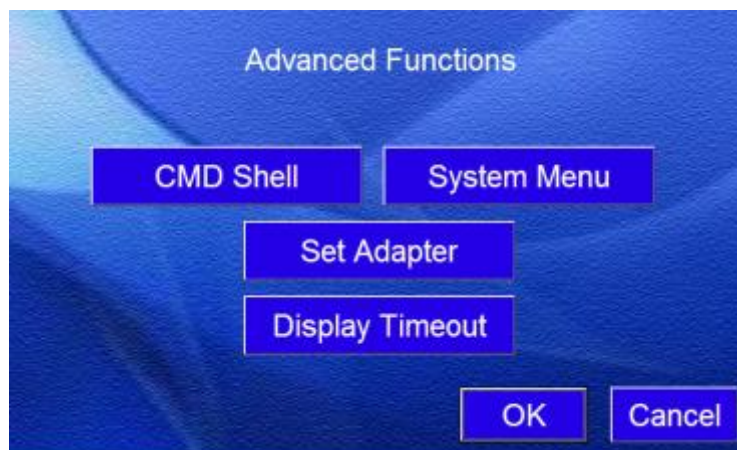 Advanced Functions
CMD Shell System Menu
Set Adapter
Display Timeout
OK Cancel